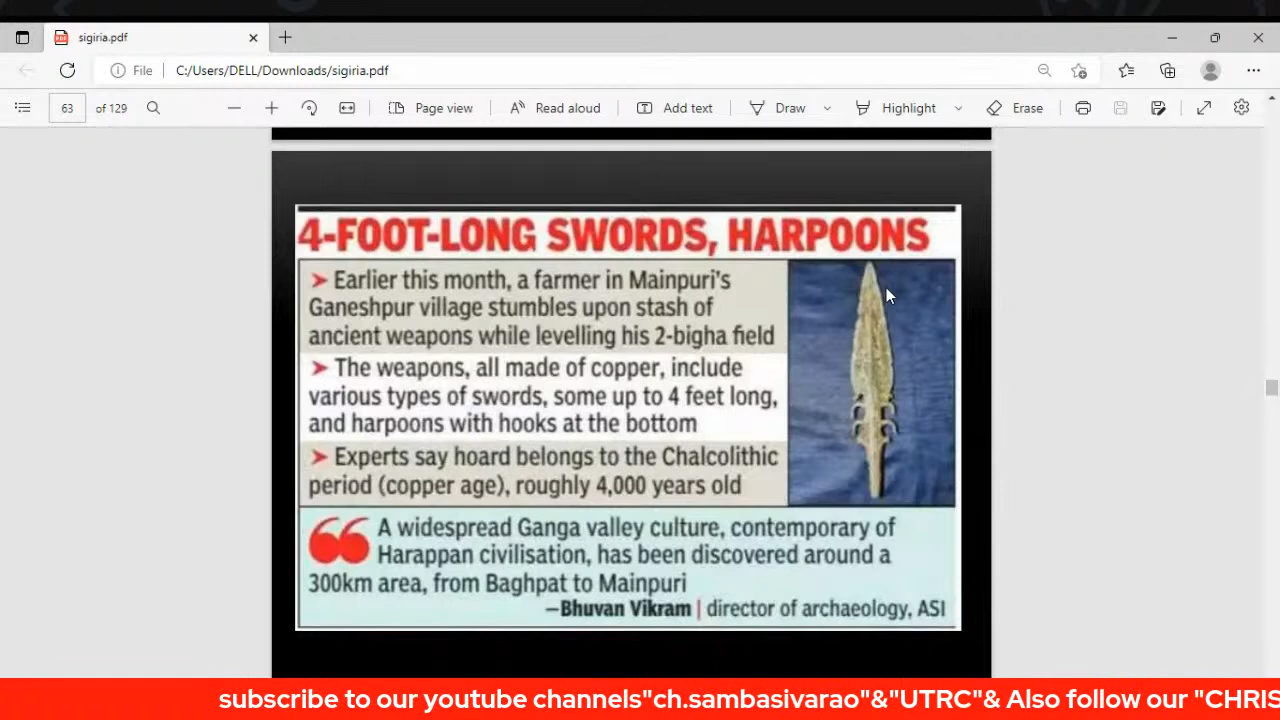 sigiria.pdf
File C:/Users/DELL/Downloads/sigiria.pdf
63 of 129 Page view Read aloud Add text Draw Highlight Erase
4-FOOT-LONG SWORDS, HARPOONS
➤ Earlier this month, a farmer in Mainpuri's
Ganeshpur village stumbles upon stash of
ancient weapons while levelling his 2-bigha field
➤ The weapons, all made of copper, include
various types of swords, some up to 4 feet long,
and harpoons with hooks at the bottom
➤ Experts say hoard belongs to the Chalcolithic
period (copper age), roughly 4,000 years old
“ A widespread Ganga valley culture, contemporary of
Harappan civilisation, has been discovered around a
300km area, from Baghpat to Mainpuri
—Bhuvan Vikram | director of archaeology, ASI
subscribe to our youtube channels"ch.sambasivarao"&"UTRC"& Also follow our "CHRIS